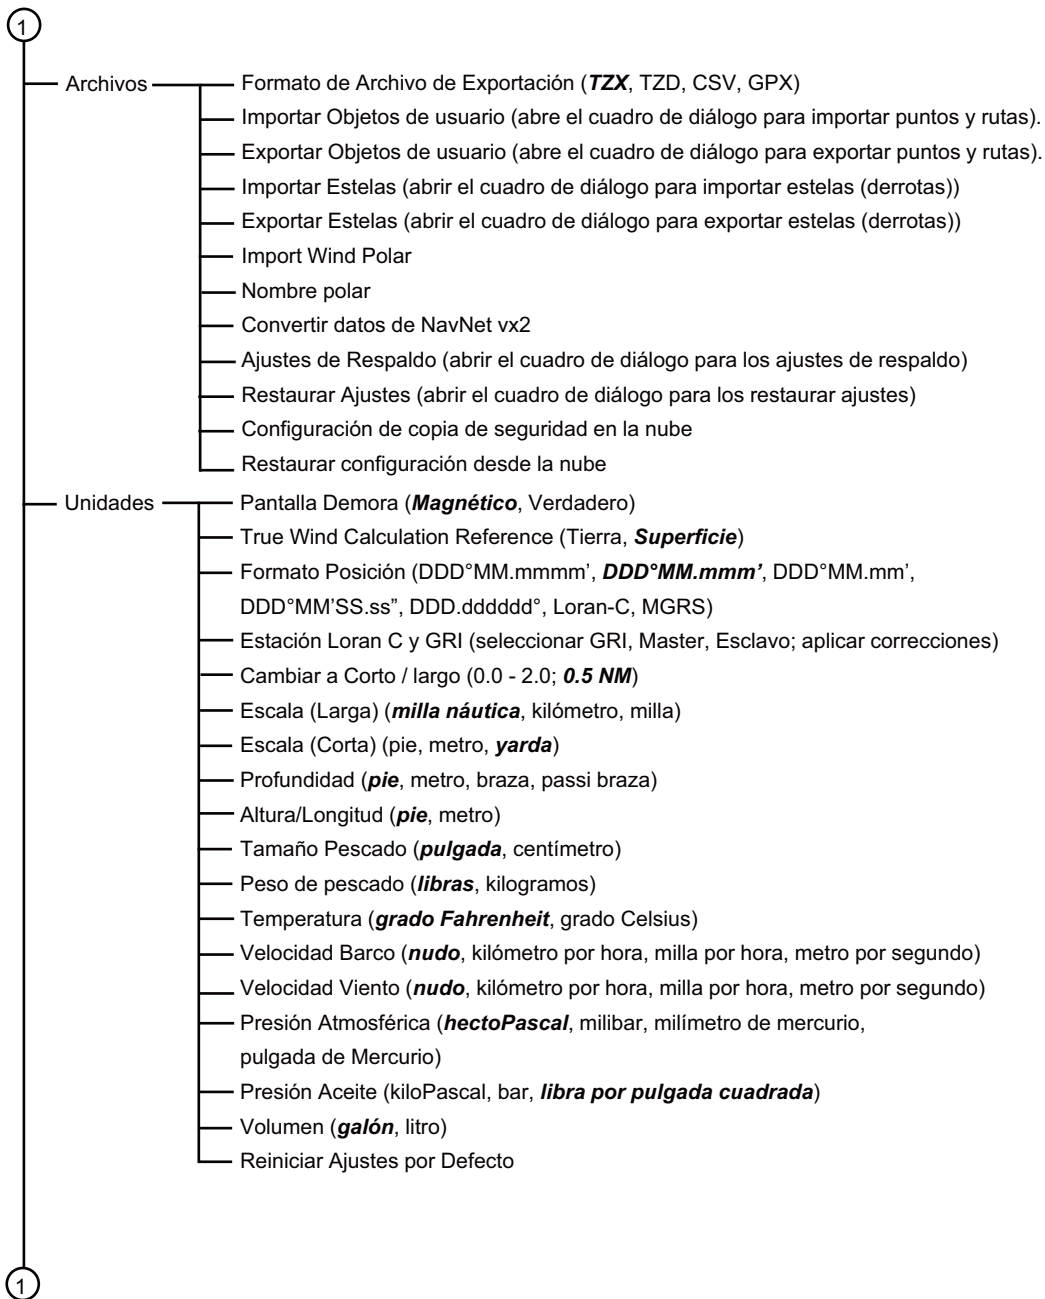 1
Archivos
Formato de Archivo de Exportación (TZX, TZD, CSV, GPX)
Importar Objetos de usuario (abre el cuadro de diálogo para importar puntos y rutas).
Exportar Objetos de usuario (abre el cuadro de diálogo para exportar puntos y rutas).
Importar Estelas (abrir el cuadro de diálogo para importar estelas (derrotas))
Exportar Estelas (abrir el cuadro de diálogo para exportar estelas (derrotas))
Import Wind Polar
Nombre polar
Convertir datos de NavNet vx2
Ajustes de Respaldo (abrir el cuadro de diálogo para los ajustes de respaldo)
Restaurar Ajustes (abrir el cuadro de diálogo para los restaurar ajustes)
Configuración de copia de seguridad en la nube
Restaurar configuración desde la nube
Unidades
Pantalla Demora (Magnético, Verdadero)
True Wind Calculation Reference (Tierra, Superficie)
Formato Posición (DDD°MM.mmmm’, DDD°MM.mmm’, DDD°MM.mm’,
DDD°MM’SS.ss”, DDD.dddddd°, Loran-C, MGRS)
Estación Loran C y GRI (seleccionar GRI, Master, Esclavo; aplicar correcciones)
Cambiar a Corto / largo (0.0 - 2.0; 0.5 NM)
Escala (Larga) (milla náutica, kilómetro, milla)
Escala (Corta) (pie, metro, yarda)
Profundidad (pie, metro, braza, passi braza)
Altura/Longitud (pie, metro)
Tamaño Pescado (pulgada, centímetro)
Peso de pescado (libras, kilogramos)
Temperatura (grado Fahrenheit, grado Celsius)
Velocidad Barco (nudo, kilómetro por hora, milla por hora, metro por segundo)
Velocidad Viento (nudo, kilómetro por hora, milla por hora, metro por segundo)
Presión Atmosférica (hectoPascal, milibar, milímetro de mercurio,
pulgada de Mercurio)
Presión Aceite (kiloPascal, bar, libra por pulgada cuadrada)
Volumen (galón, litro)
Reiniciar Ajustes por Defecto
1